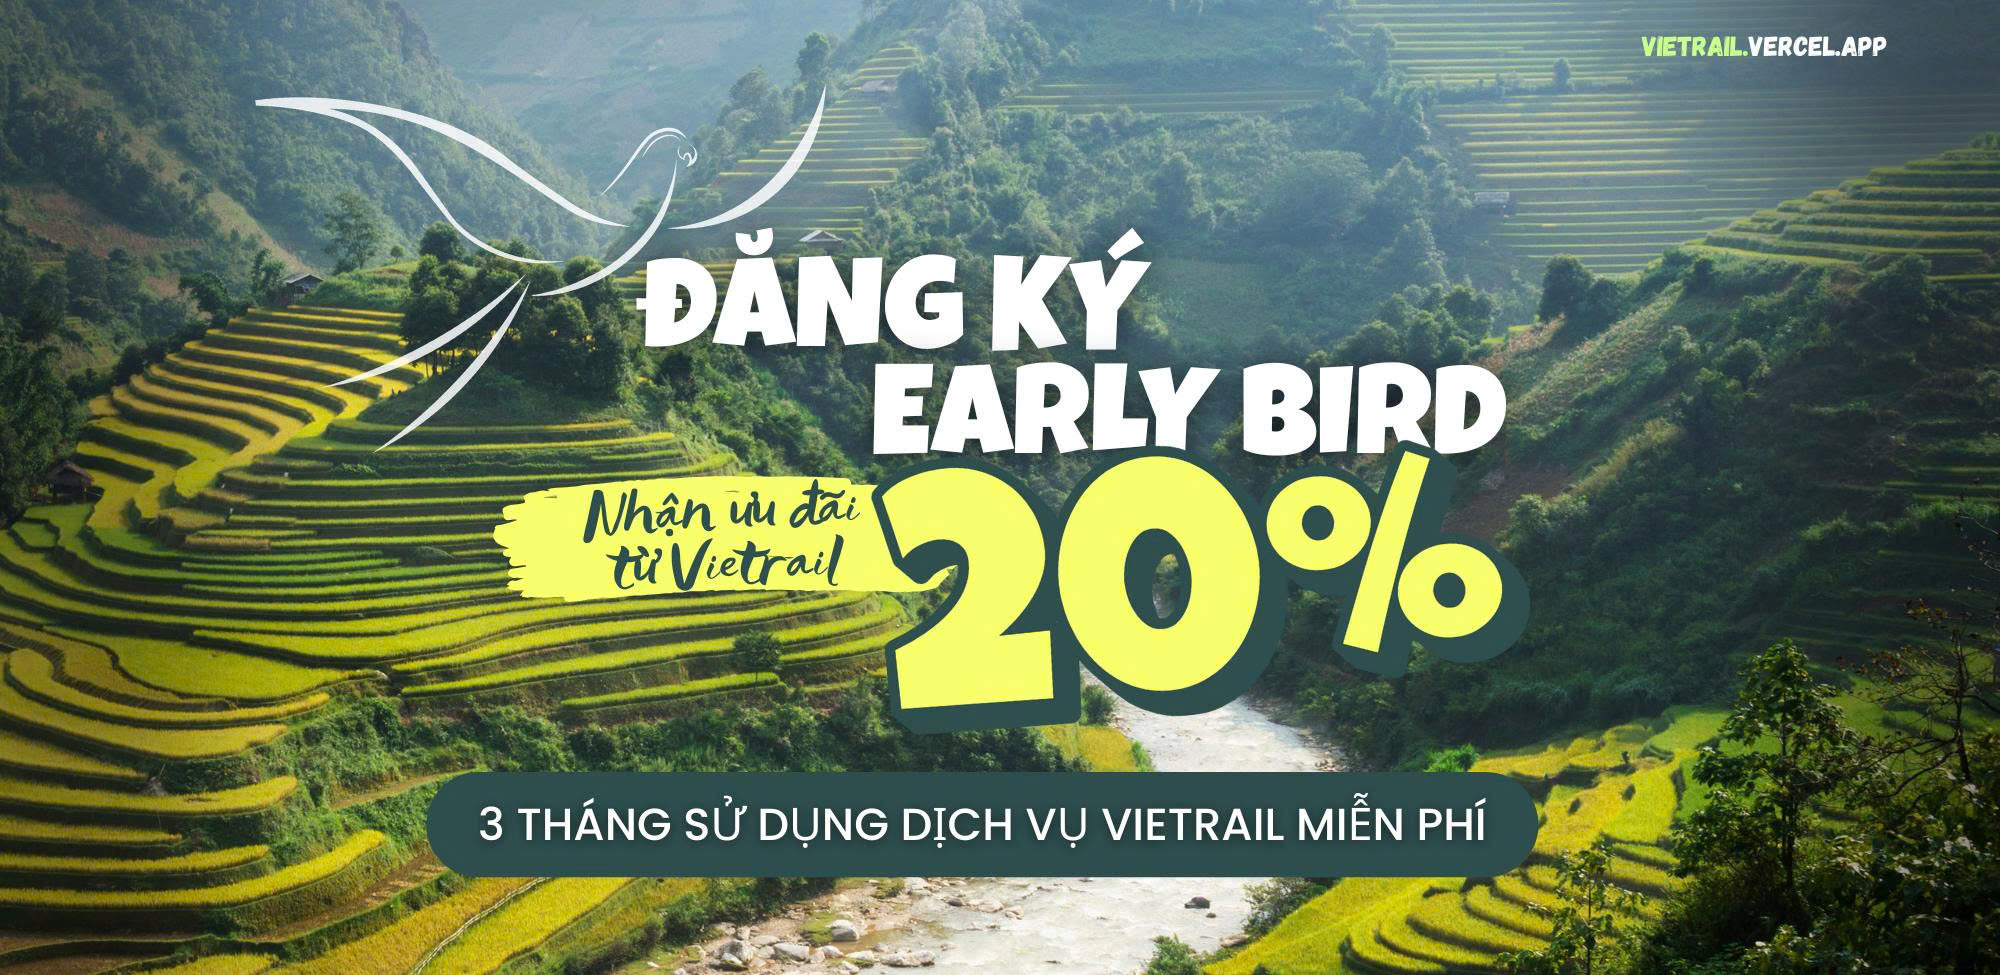 VIETRAIL.VERCEL.APP
ĐĂNG KÝ
EARLY BIRD
Nhận ưu đãi
từ Vietrail
20%
3 THÁNG SỬ DỤNG DỊCH VỤ VIETRAIL MIỄN PHÍ